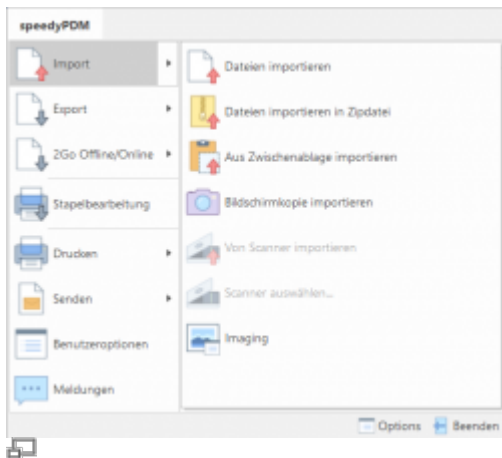 speedyPDM
Import
Export
2Go Offline/Online
Stapelbearbeitung
Drucken
Senden
Benutzeroptionen
Meldungen
Dateien importieren
Dateien importieren in Zipdatei
Aus Zwischenablage importieren
Bildschirmkopie importieren
Von Scanner importieren
Scanner auswählen...
Imaging
Options Beenden